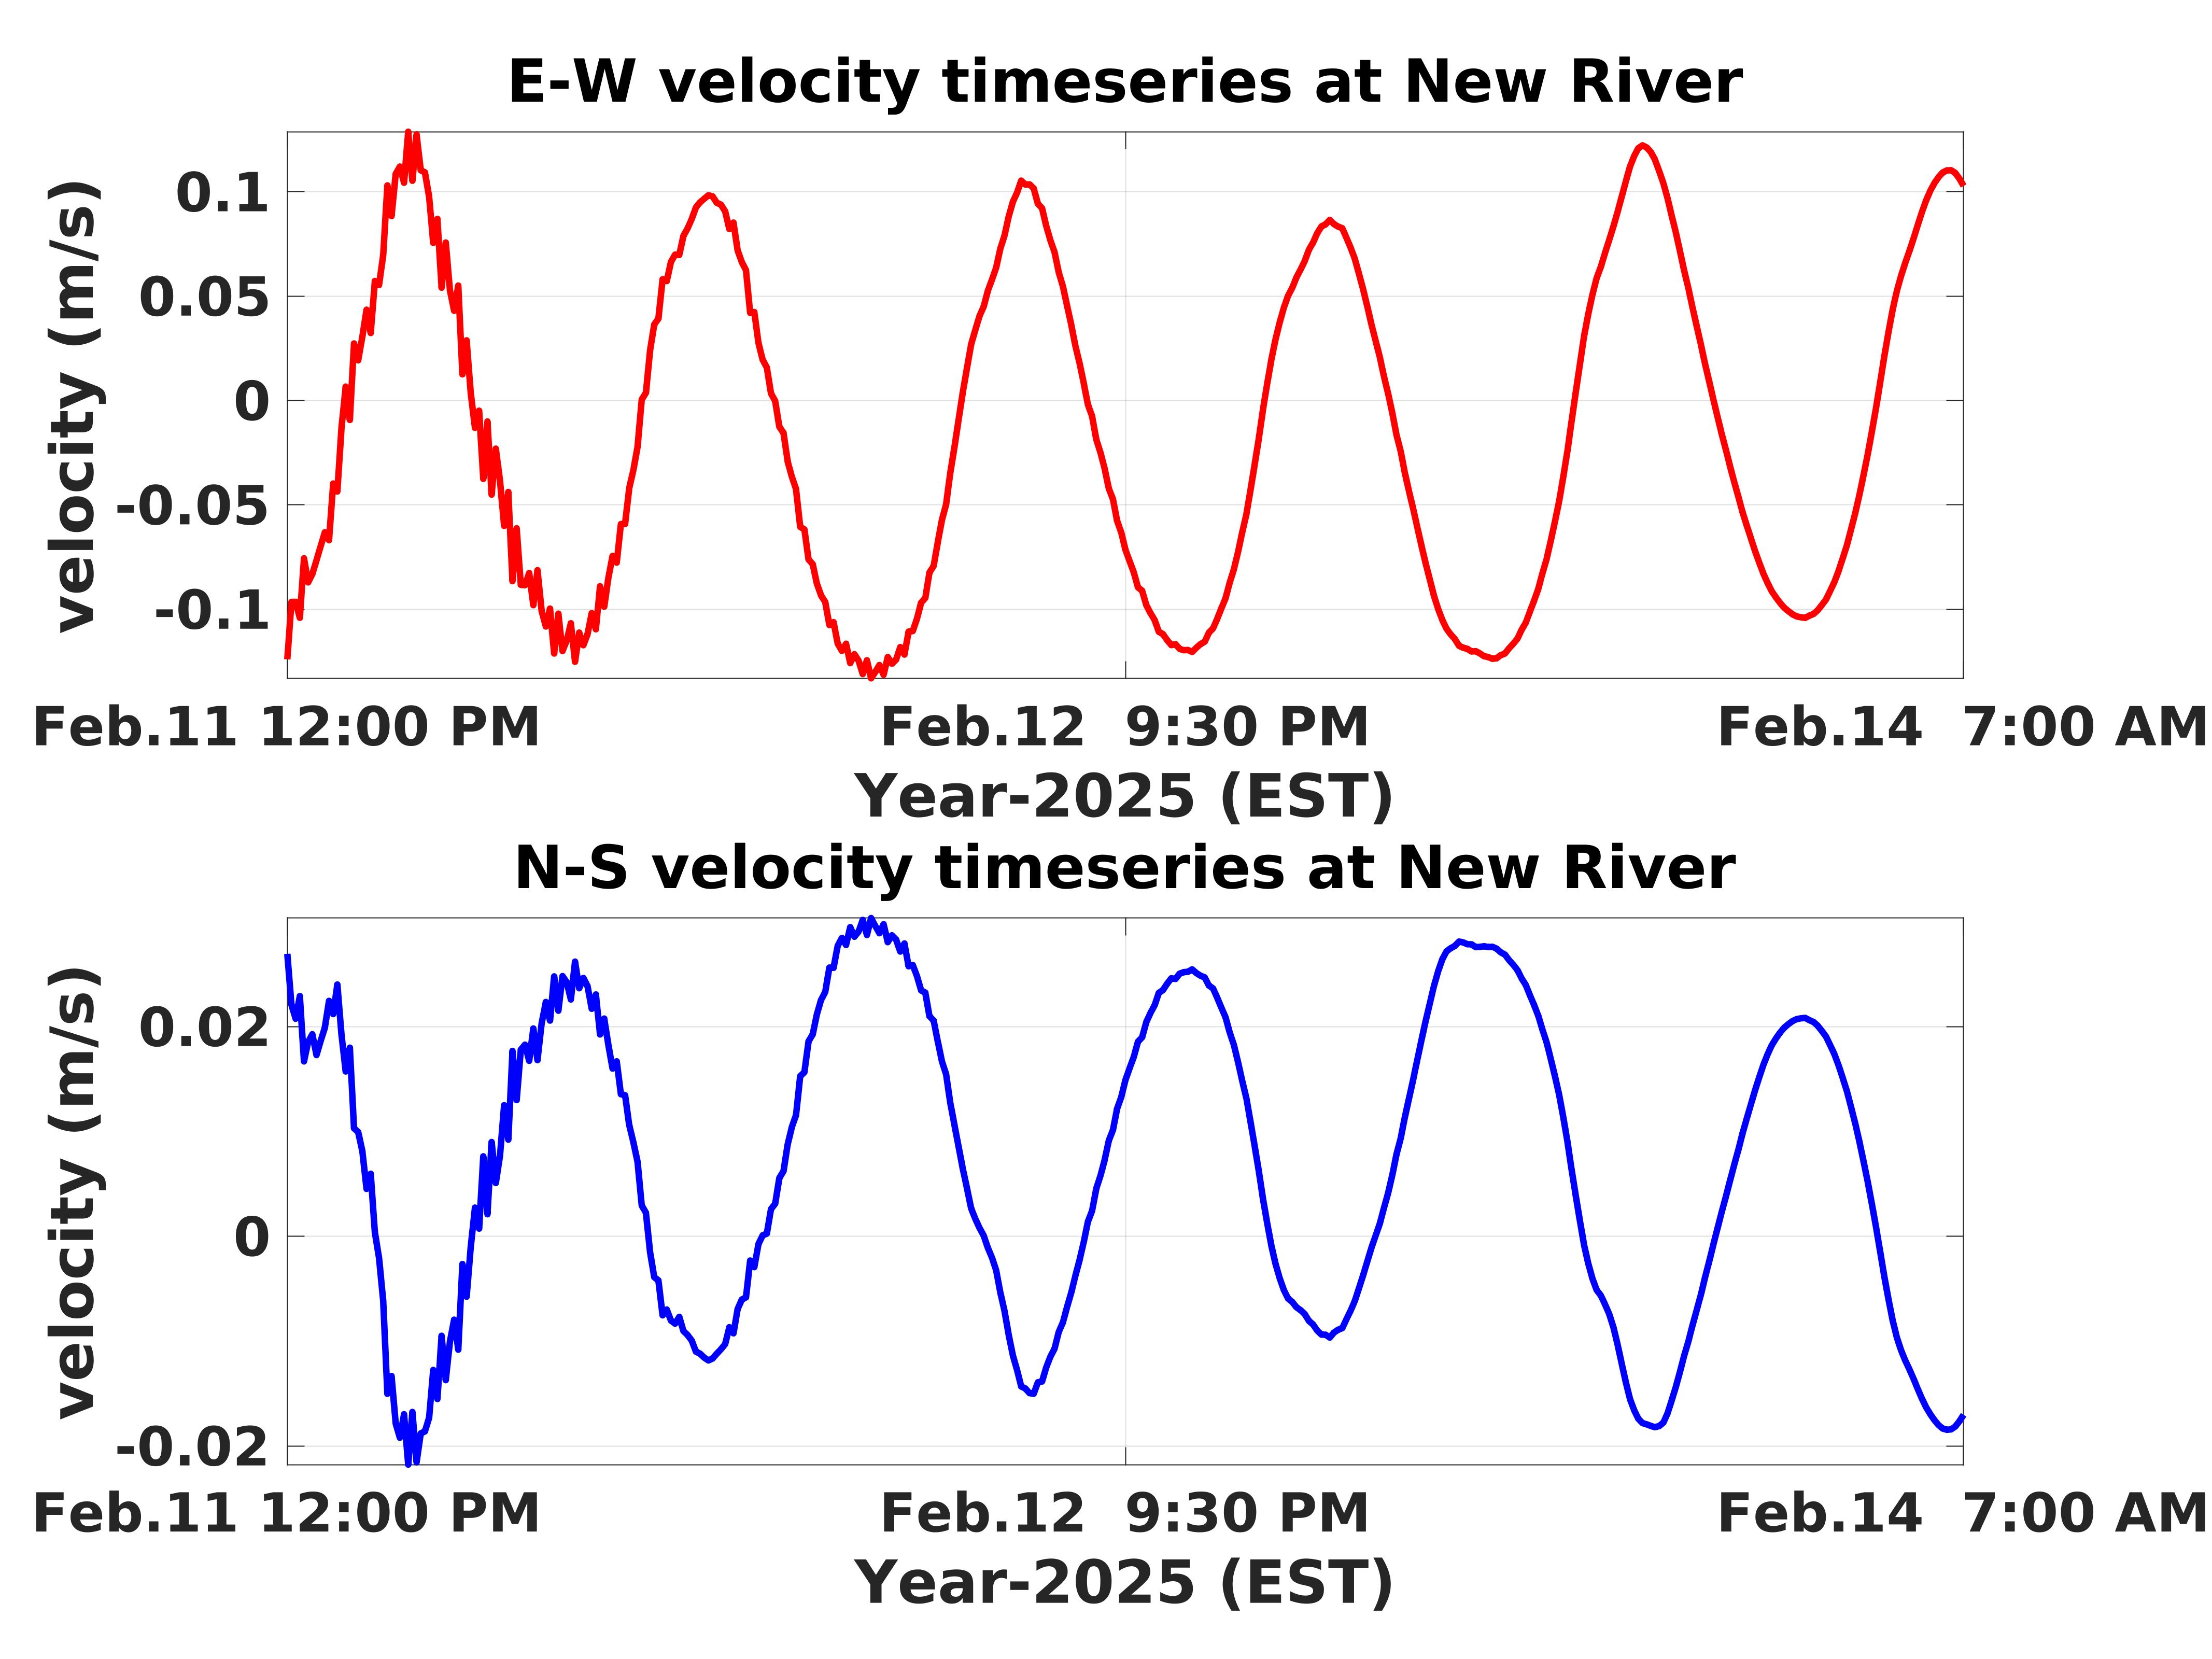 E-W velocity timeseries at New River
velocity (m/s)
0.1
0.05
0
-0.05
-0.1
Feb.11 12:00 PM Feb.12 9:30 PM Feb.14 7:00 AM
Year-2025 (EST)
N-S velocity timeseries at New River
velocity (m/s)
0.02
0
-0.02
Feb.11 12:00 PM Feb.12 9:30 PM Feb.14 7:00 AM
Year-2025 (EST)